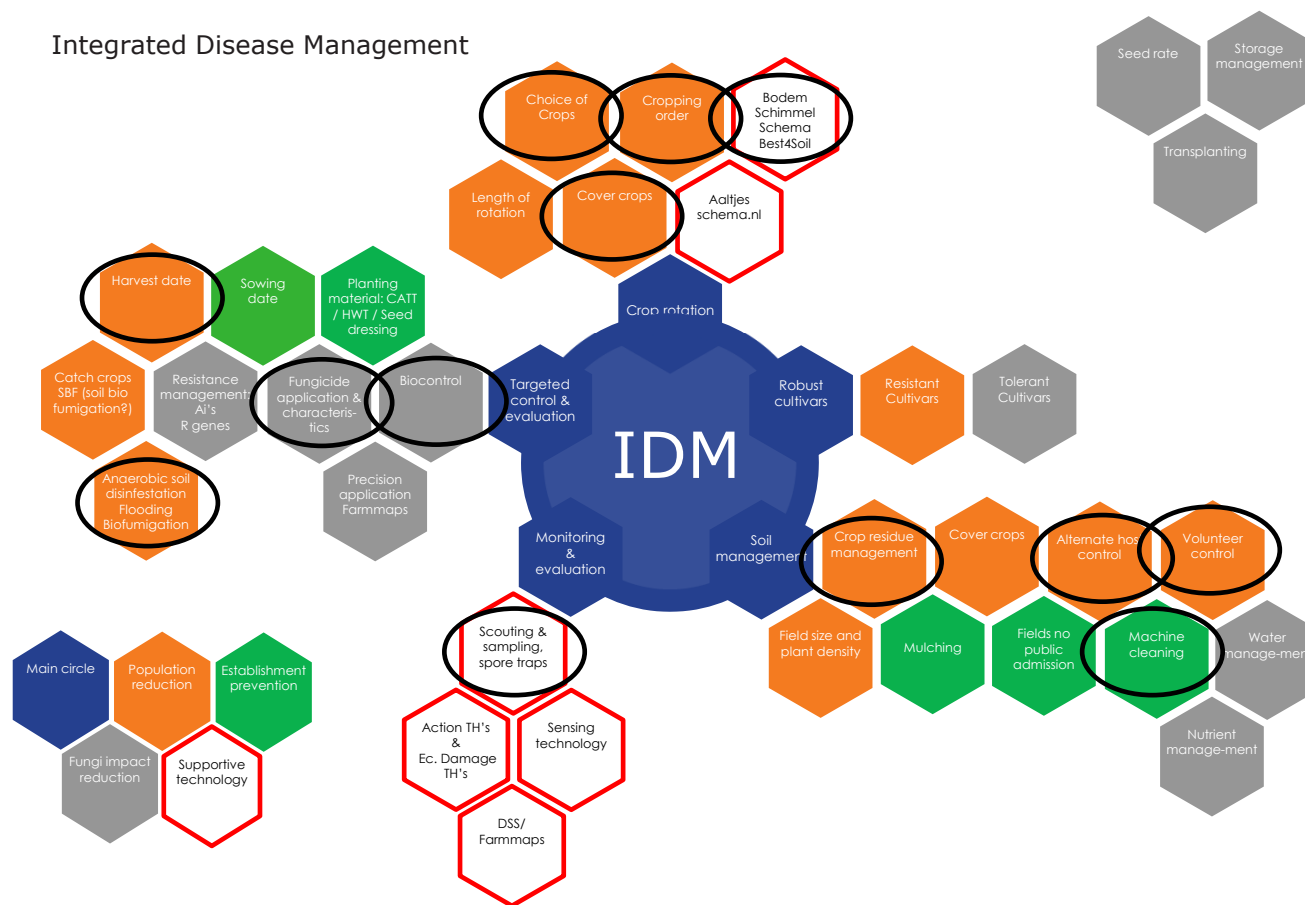 Integrated Disease Management
Seed rate
Storage
management
Transplanting
Choice of
Crops
Cropping
order
Bodem
Schimmel
Schema
Best4Soil
Length of
rotation
Cover crops
Aaltjes
schema.nl
Crop rotation
Harvest date
Sowing
date
Planting
material: CATT
/ HWT / Seed
dressing
Catch crops
SBF (soil bio
fumigation?)
Resistance
management:
Ai's
R genes
Fungicide
application &
characteris-
tics
Biocontrol
Targeted
control &
evaluation
Anaerobic soil
disinfestation
Flooding
Biofumigation
Precision
application
Farmmaps
IDM
Robust
cultivars
Resistant
Cultivars
Tolerant
Cultivars
Monitoring
&
evaluation
Soil
management
Crop residue
management
Cover crops
Alternate hos
control
Volunteer
control
Field size and
plant density
Mulching
Fields no
public
admission
Machine
cleaning
Water
manage-men
Nutrient
manage-ment
Scouting &
sampling,
spore traps
Action TH's
&
Ec. Damage
TH's
Sensing
technology
DSS/
Farmmaps
Main circle
Population
reduction
Establishment
prevention
Fungi impact
reduction
Supportive
technology